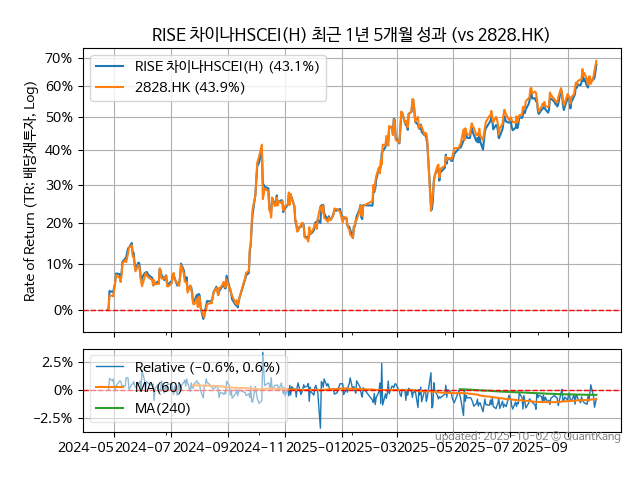 RISE 차이나HSCEI(H) 최근 1년 5개월 성과 (vs 2828.HK)
Rate of Return (TR: 배당재투자, Log)
70%
60%
50%
40%
30%
20%
10%
0%
RISE 차이나HSCEI(H) (43.1%)
2828.HK (43.9%)
2.5%
0%
−2.5%
Relative (−0.6%, 0.6%)
MA(60)
MA(240)
2024-05
2024-07
2024-09
2024-11
2025-01
2025-03
2025-05
2025-07
2025-09
updated: 2025-10-02 © QuantKang